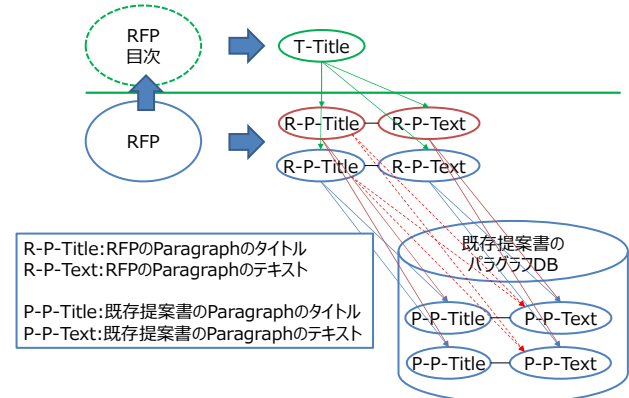 RFP
目次
T-Title
RFP
R-P-Title
R-P-Text
R-P-Title
R-P-Text
R-P-Title:RFPのParagraphのタイトル
R-P-Text:RFPのParagraphのテキスト
P-P-Title:既存提案書のParagraphのタイトル
P-P-Text:既存提案書のParagraphのテキスト
既存提案書の
パラグラフDB
P-P-Title
P-P-Text
P-P-Title
P-P-Text